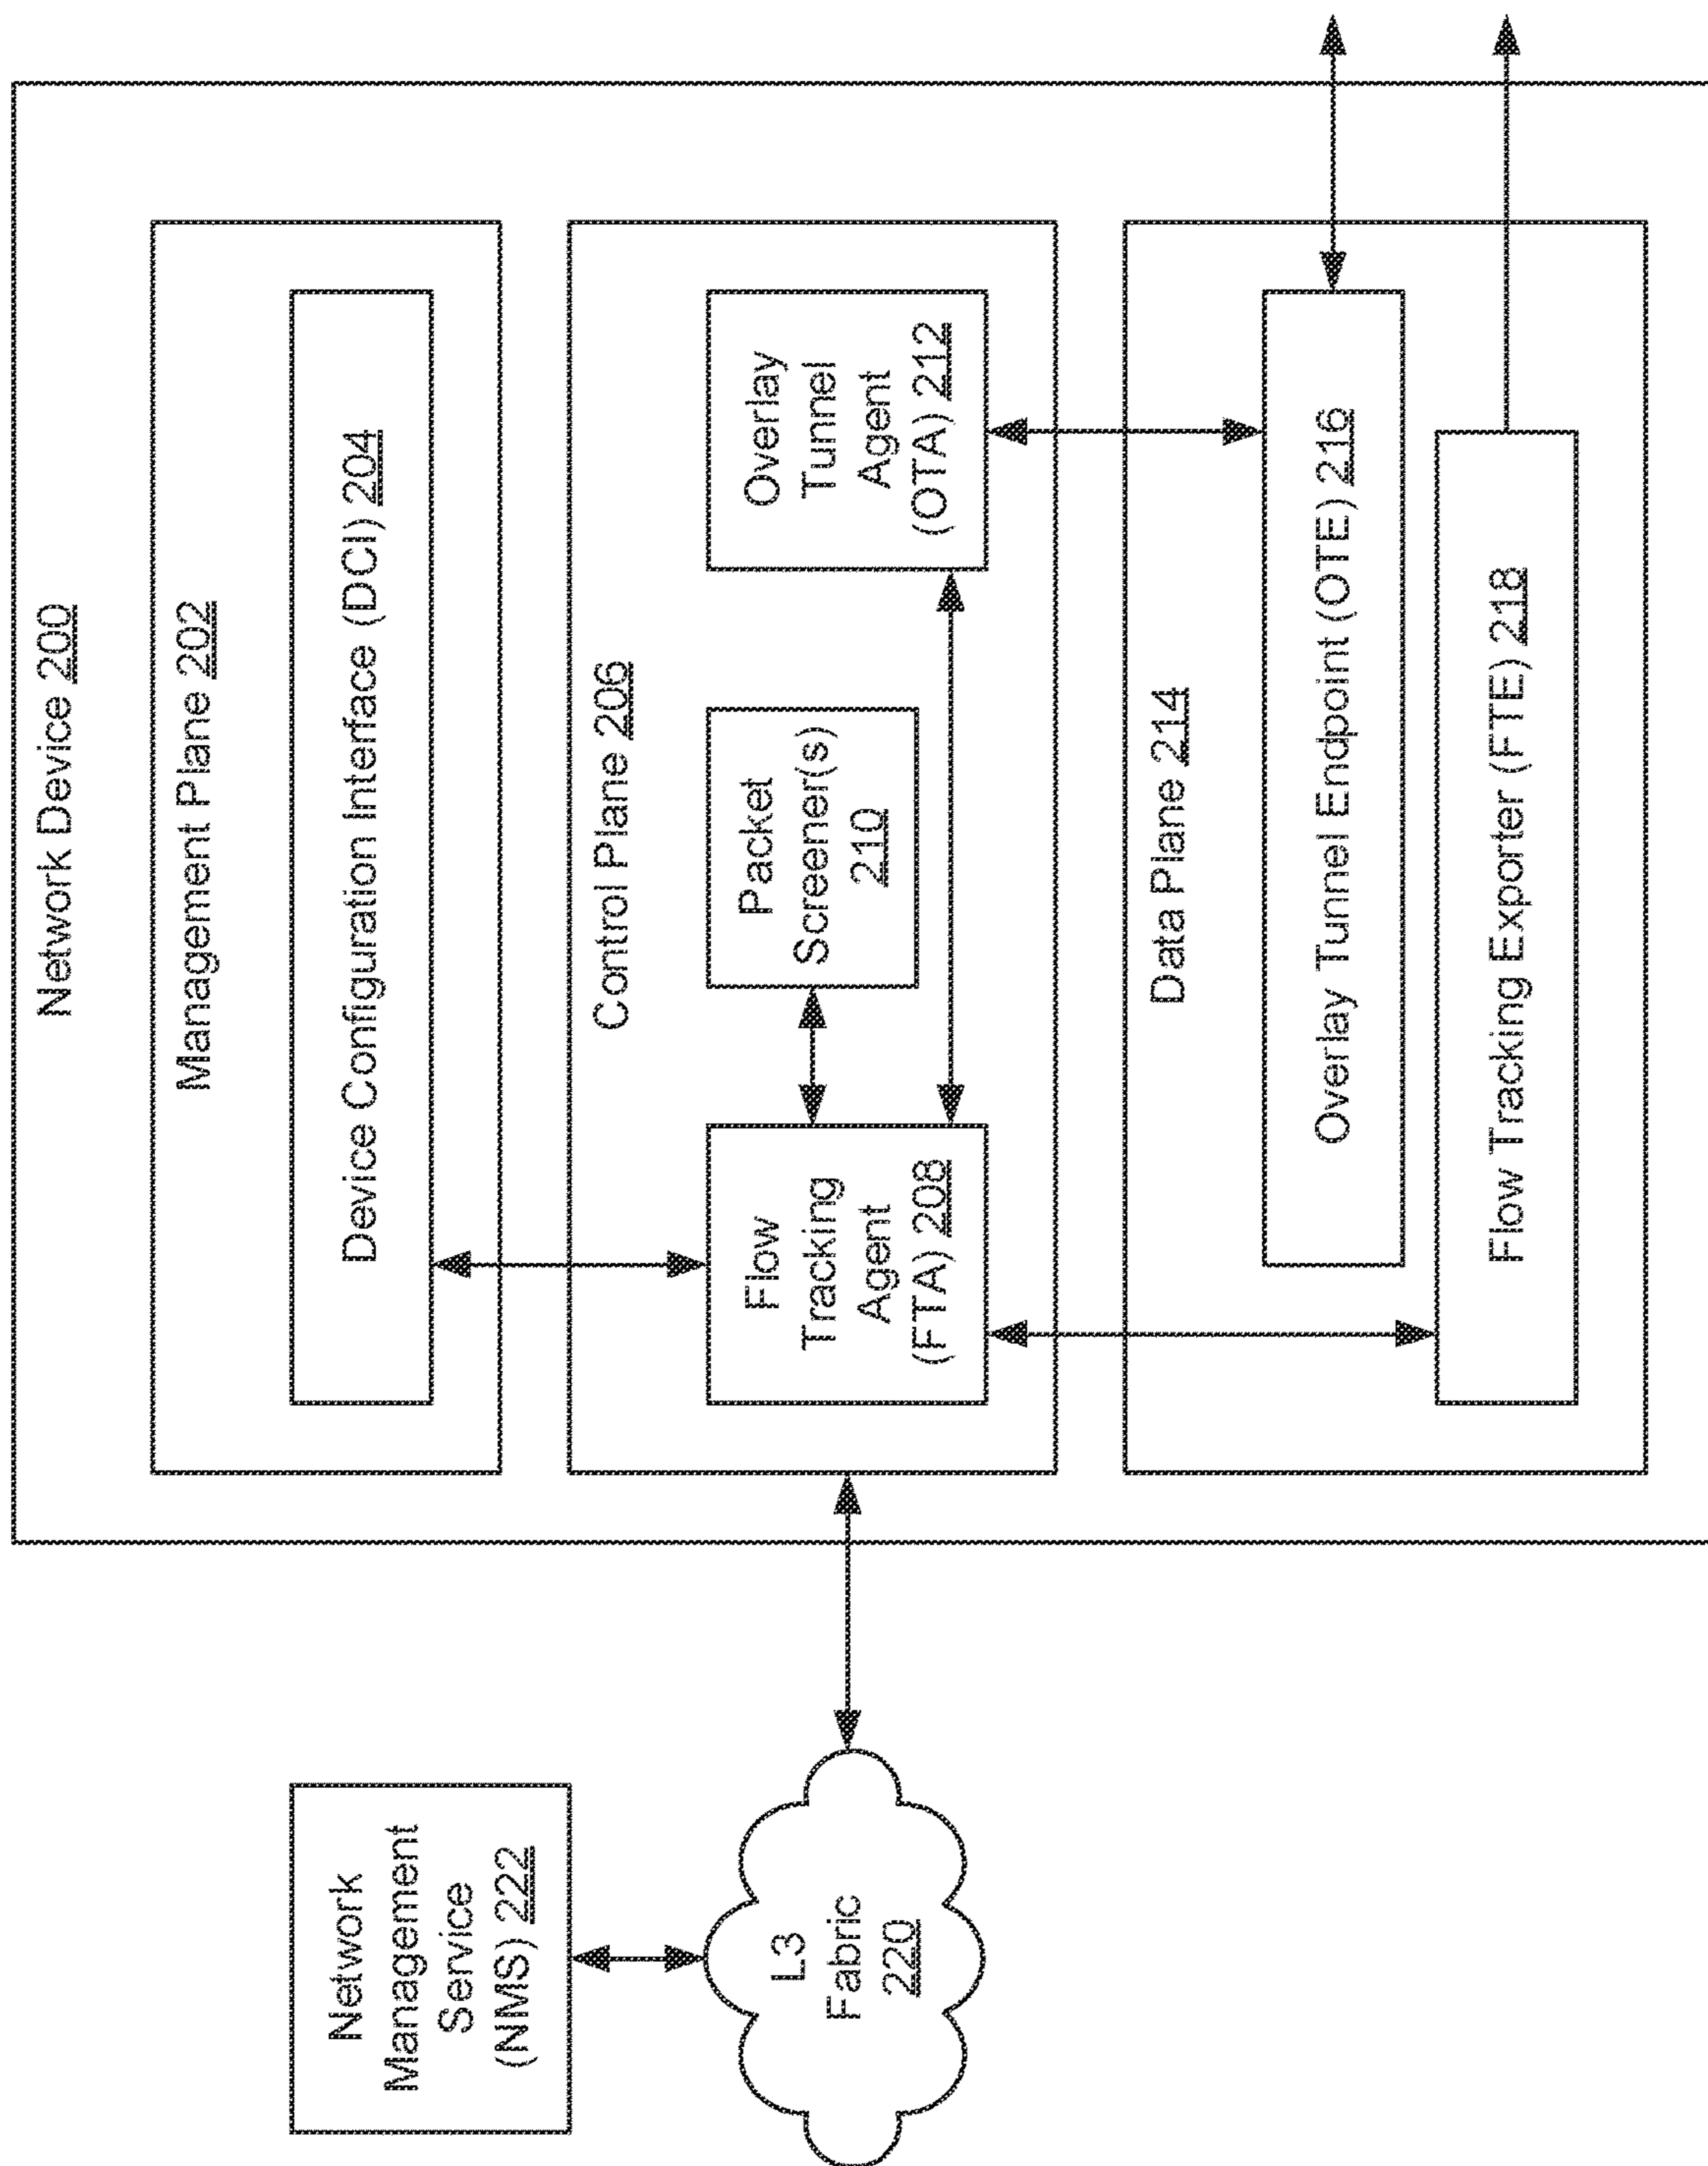 Network Device 200
Management Plane 202
Device Configuration Interface (DCI) 204
Control Plane 206
Flow
Tracking
Agent
(FTA) 208
Packet
Screener(s)
210
Overlay
Tunnel
Agent
(OTA) 212
Data Plane 214
Overlay Tunnel Endpoint (OTE) 216
Flow Tracking Exporter (FTE) 218
Network
Management
Service
(NMS) 222
L3
Fabric
220